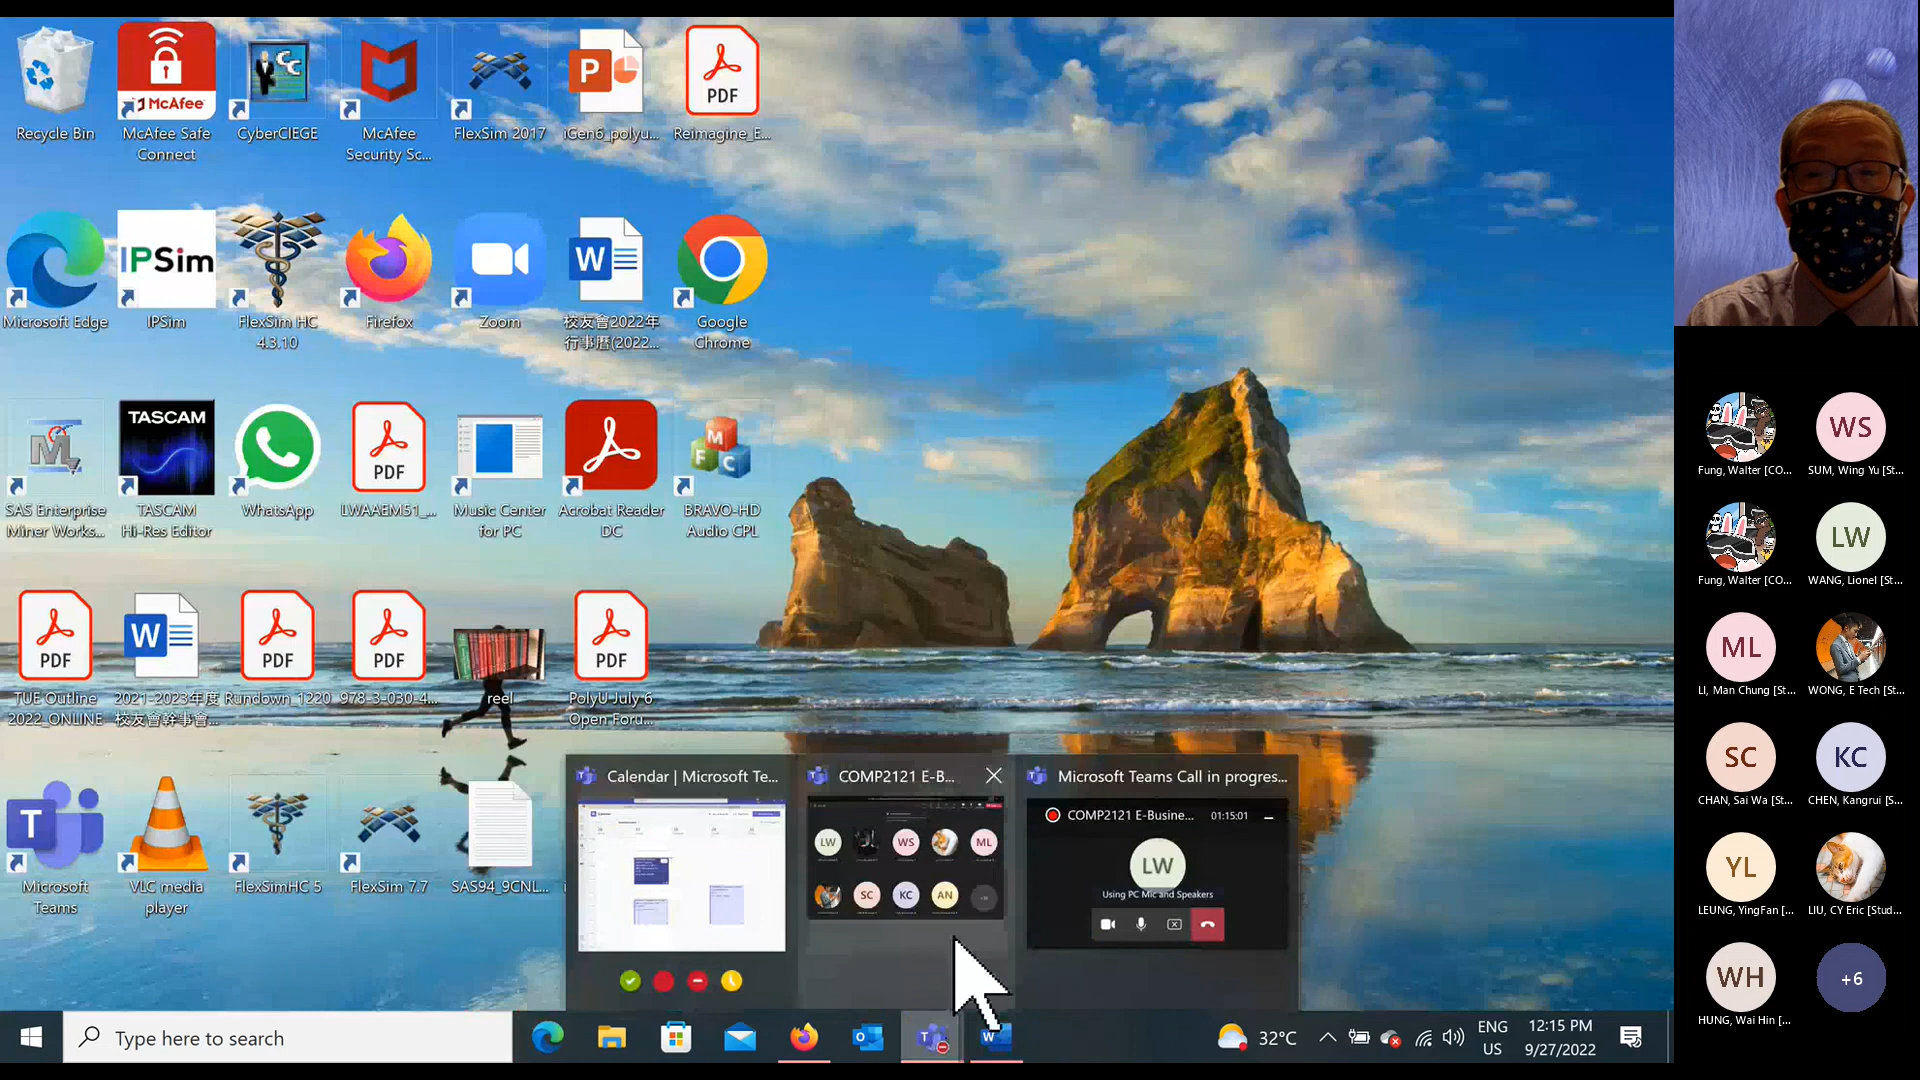 Recycle Bin
McAfee
McAfee Safe
Connect
CyberCIEGE
McAfee
Security Sc...
FlexSim 2017
iGen6_polyu...
PDF
Reimagine_E...
Microsoft Edge
IPSim
IPSim
FlexSim HC
4.3.10
Firefox
Zoom
校友會2022年
行事曆(2022...
Google
Chrome
SAS Enterprise
Miner Works...
TASCAM
TASCAM
Hi-Res Editor
WhatsApp
PDF
LWAAEM51_...
Music Center
for PC
Acrobat Reader
DC
M
F
C
BRAVO-HD
Audio CPL
PDF
TUE Outline
2022_ONLINE
2021-2023年度
校友會幹事會...
PDF
Rundown_1220
PDF
978-3-030-4...
reel
PDF
PolyU July 6
Open Foru...
Microsoft
Teams
VLC media
player
FlexSimHC 5
FlexSim 7.7
SAS94_9CNL...
Calendar | Microsoft Te...
COMP2121 E-B...
LW
WS
ML
SC
KC
AN
Microsoft Teams Call in progres...
COMP2121 E-Busine...
01:15:01
LW
Using PC Mic and Speakers
Type here to search
32°C
ENG
US
12:15 PM
9/27/2022
Fung, Walter [CO...
WS
SUM, Wing Yu [St...
Fung, Walter [CO...
LW
WANG, Lionel [St...
ML
LI, Man Chung [St...
WONG, E Tech [St...
SC
CHAN, Sai Wa [St...
KC
CHEN, Kangrui [S...
YL
LEUNG, YingFan [...
LIU, CY Eric [Stud...
WH
HUNG, Wai Hin [...
+6